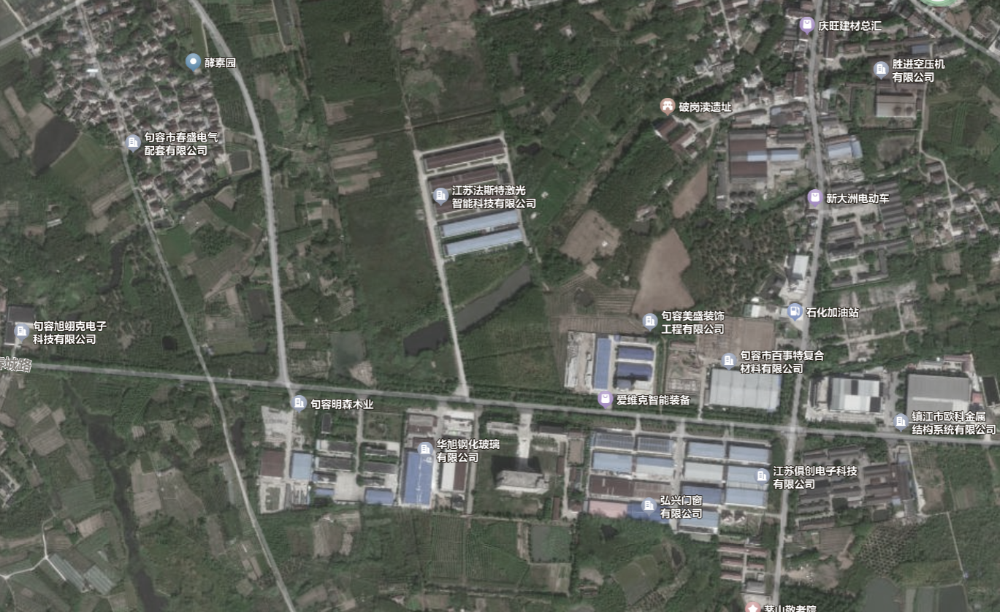 庆旺建材总汇
酵素园
胜进空压机
有限公司
破岗渎遗址
句容市春盛电气
配套有限公司
江苏法斯特激光
智能科技有限公司
新大洲电动车
石化加油站
句容美盛装饰
工程有限公司
句容旭翊克电子
科技有限公司
句容市百事特复合
材料有限公司
城路
爱维克智能装备
句容明森木业
镇江市欧科金属
结构系统有限公司
华旭钢化玻璃
有限公司
江苏俱创电子科技
有限公司
弘兴门窗
有限公司
茅山敬老院